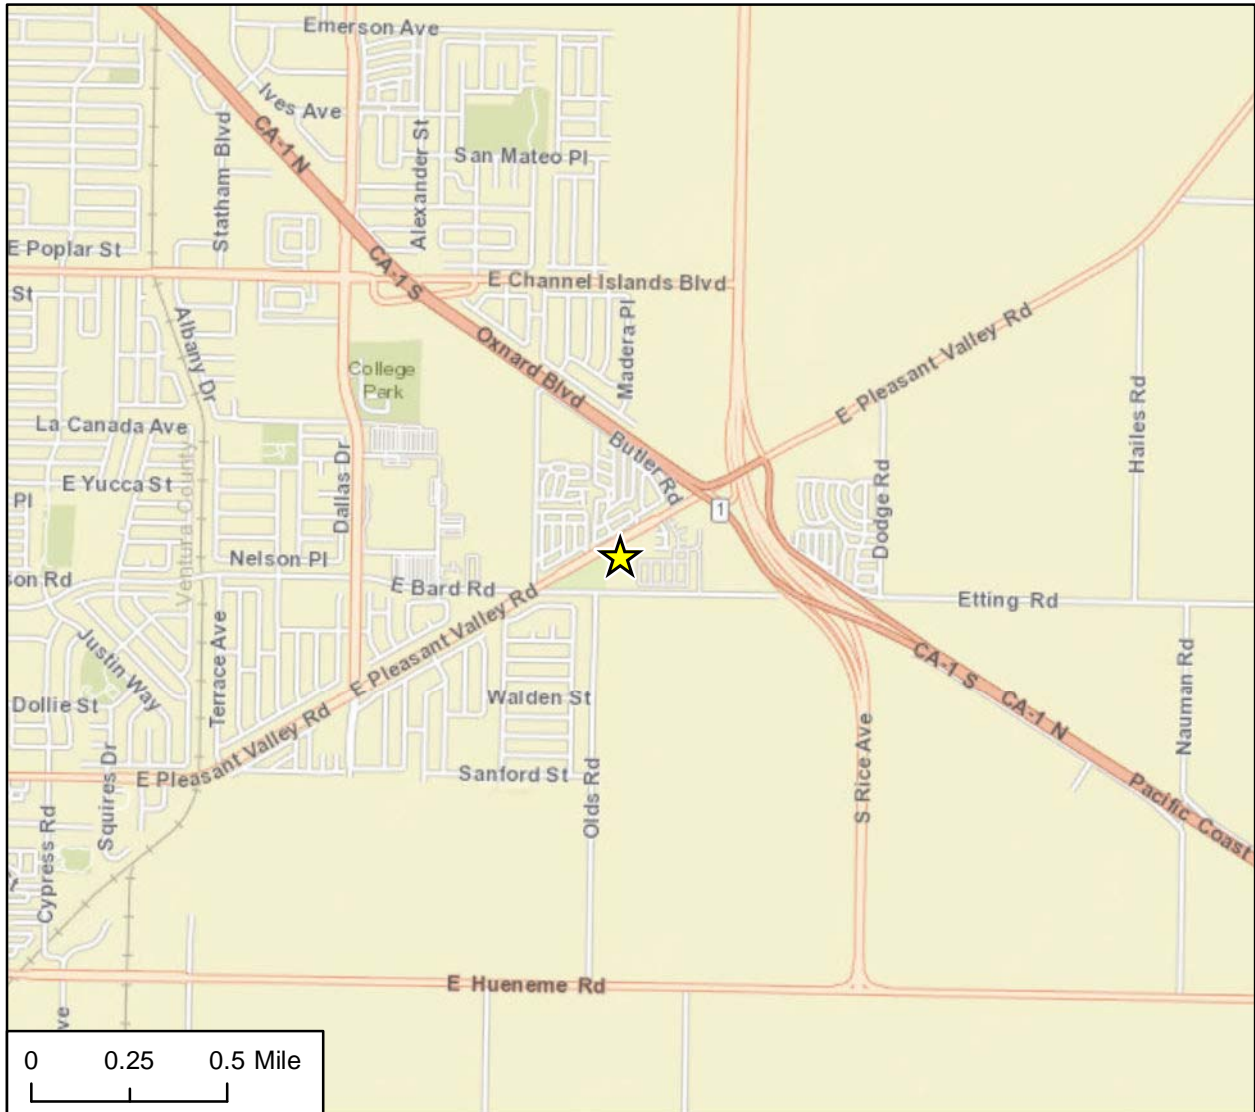 Emerson Ave
Ives Ave
CA-1 N
Statham Blvd
Alexander St
San Mateo Pl
E Poplar St
CA-1 S
E Channel Islands Blvd
St
Albany Dr
Oxnard Blvd
Madera Pl
E Pleasant Valley Rd
College
Park
Hailes Rd
La Canada Ave
Butler Rd
Dallas Dr
E Yucca St
Pl
Ventura County
1
Dodge Rd
Nelson Pl
son Rd
E Bard Rd
Etting Rd
Justin Way
Terrace Ave
E Pleasant Valley Rd
CA-1 S
CA-1 N
Nauman Rd
Dollie St
Walden St
E Pleasant Valley Rd
Squires Dr
Sanford St
Olds Rd
S Rice Ave
Pacific Coast
Cypress Rd
E Hueneme Rd
ve
0 0.25 0.5 Mile